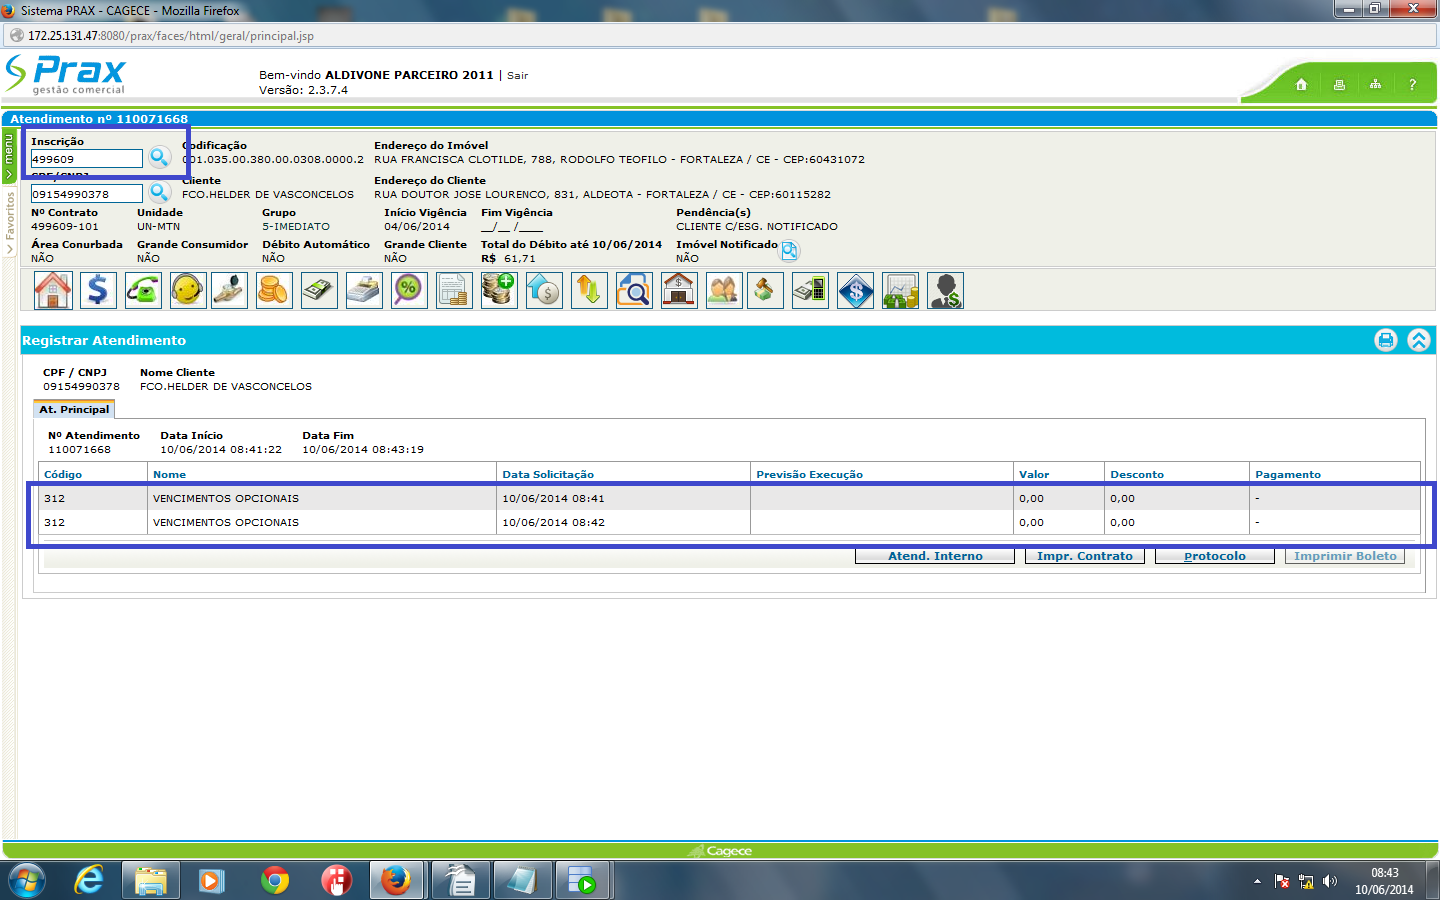 Sistema PRAX - CAGECE - Mozilla Firefox
172.25.131.47:8080/prax/faces/html/geral/principal.jsp
Prax
gestão comercial
Bem-vindo ALDIVONE PARCEIRO 2011 | Sair
Versão: 2.3.7.4
?
Atendimento nº 110071668
menu
Favoritos
Inscrição Codificação Endereço do Imóvel
499609 001.035.00.380.00.0308.0000.2 RUA FRANCISCA CLOTILDE, 788, RODOLFO TEOFILO - FORTALEZA / CE - CEP:60431072
CPF/CNPJ Cliente Endereço do Cliente
09154990378 FCO.HELDER DE VASCONCELOS RUA DOUTOR JOSE LOURENCO, 831, ALDEOTA - FORTALEZA / CE - CEP:60115282
Nº Contrato Unidade Grupo Início Vigência Fim Vigência Pendência(s)
499609-101 UN-MTN 5-IMEDIATO 04/06/2014 __/__ /____ CLIENTE C/ESG. NOTIFICADO
Área Conurbada Grande Consumidor Débito Automático Grande Cliente Total do Débito até 10/06/2014 Imóvel Notificado
NÃO NÃO NÃO NÃO R$ 61,71 NÃO
Registrar Atendimento
CPF / CNPJ Nome Cliente
09154990378 FCO.HELDER DE VASCONCELOS
At. Principal
Nº Atendimento Data Início Data Fim
110071668 10/06/2014 08:41:22 10/06/2014 08:43:19
Código Nome Data Solicitação Previsão Execução Valor Desconto Pagamento
312 VENCIMENTOS OPCIONAIS 10/06/2014 08:41 0,00 0,00 -
312 VENCIMENTOS OPCIONAIS 10/06/2014 08:42 0,00 0,00 -
Atend. Interno Impr. Contrato Protocolo Imprimir Boleto
Cagece
08:43
10/06/2014